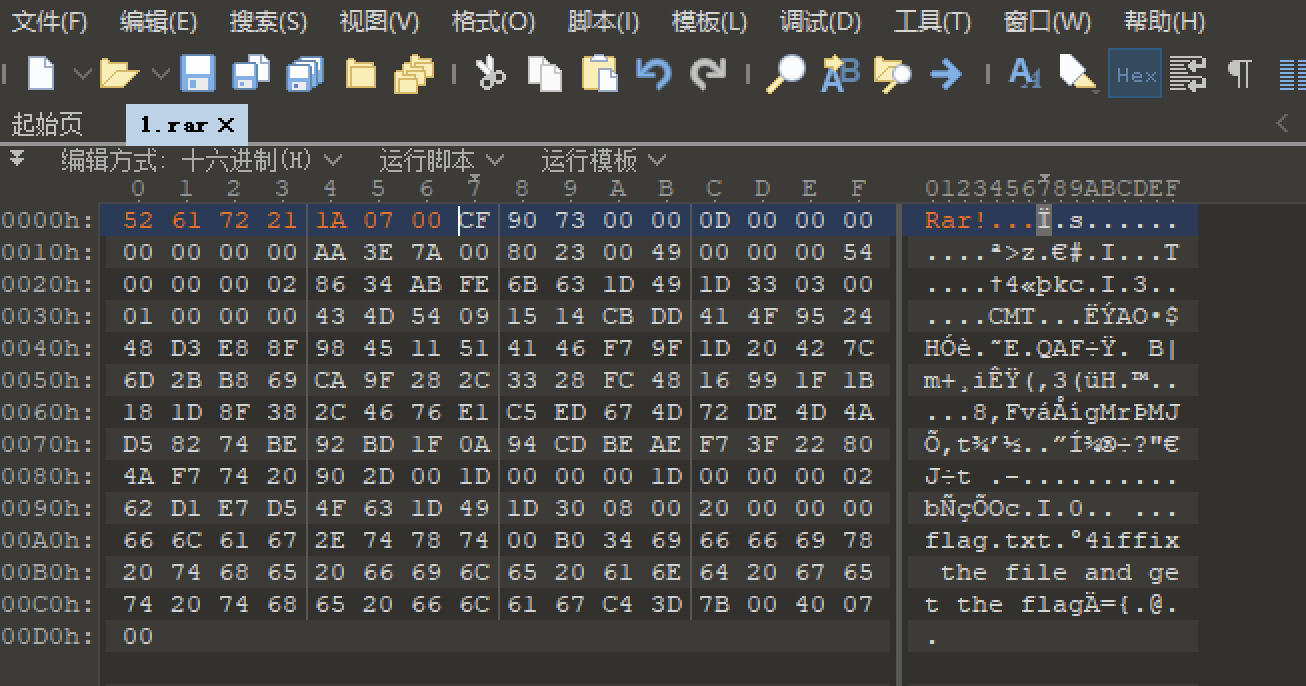 文件(F) 编辑(E) 搜索(S) 视图(V) 格式(O) 脚本(I) 模板(L) 调试(D) 工具(T) 窗口(W) 帮助(H)
Hex
起始页 1.rar
编辑方式: 十六进制(H) 运行脚本 运行模板
0 1 2 3 4 5 6 7 8 9 A B C D E F 0123456789ABCDEF
0000h: 52 61 72 21 1A 07 00 CF 90 73 00 00 0D 00 00 00 Rar!...Ï.s......
0010h: 00 00 00 00 AA 3E 7A 00 80 23 00 49 00 00 00 54 ....ª>z.€#.I...T
0020h: 00 00 00 02 86 34 AB FE 6B 63 1D 49 1D 33 03 00 ....†4«þkc.I.3..
0030h: 01 00 00 00 43 4D 54 09 15 14 CB DD 41 4F 95 24 ....CMT...ËÝAO•$
0040h: 48 D3 E8 8F 98 45 11 51 41 46 F7 9F 1D 20 42 7C HÓè.˜E.QAF÷Ÿ. B|
0050h: 6D 2B B8 69 CA 9F 28 2C 33 28 FC 48 16 99 1F 1B m+¸iÊŸ(,3(üH.™..
0060h: 18 1D 8F 38 2C 46 76 E1 C5 ED 67 4D 72 DE 4D 4A ...8,FváÅígMrÞMJ
0070h: D5 82 74 BE 92 BD 1F 0A 94 CD BE AE F7 3F 22 80 Õ‚t¾’½..”Í¾®÷?"€
0080h: 4A F7 74 20 90 2D 00 1D 00 00 00 1D 00 00 00 02 J÷t .-..........
0090h: 62 D1 E7 D5 4F 63 1D 49 1D 30 08 00 20 00 00 00 bÑçÕOc.I.0.. ...
00A0h: 66 6C 61 67 2E 74 78 74 00 B0 34 69 66 66 69 78 flag.txt.°4iffix
00B0h: 20 74 68 65 20 66 69 6C 65 20 61 6E 64 20 67 65  the file and ge
00C0h: 74 20 74 68 65 20 66 6C 61 67 C4 3D 7B 00 40 07 t the flagÄ={.@.
00D0h: 00 .